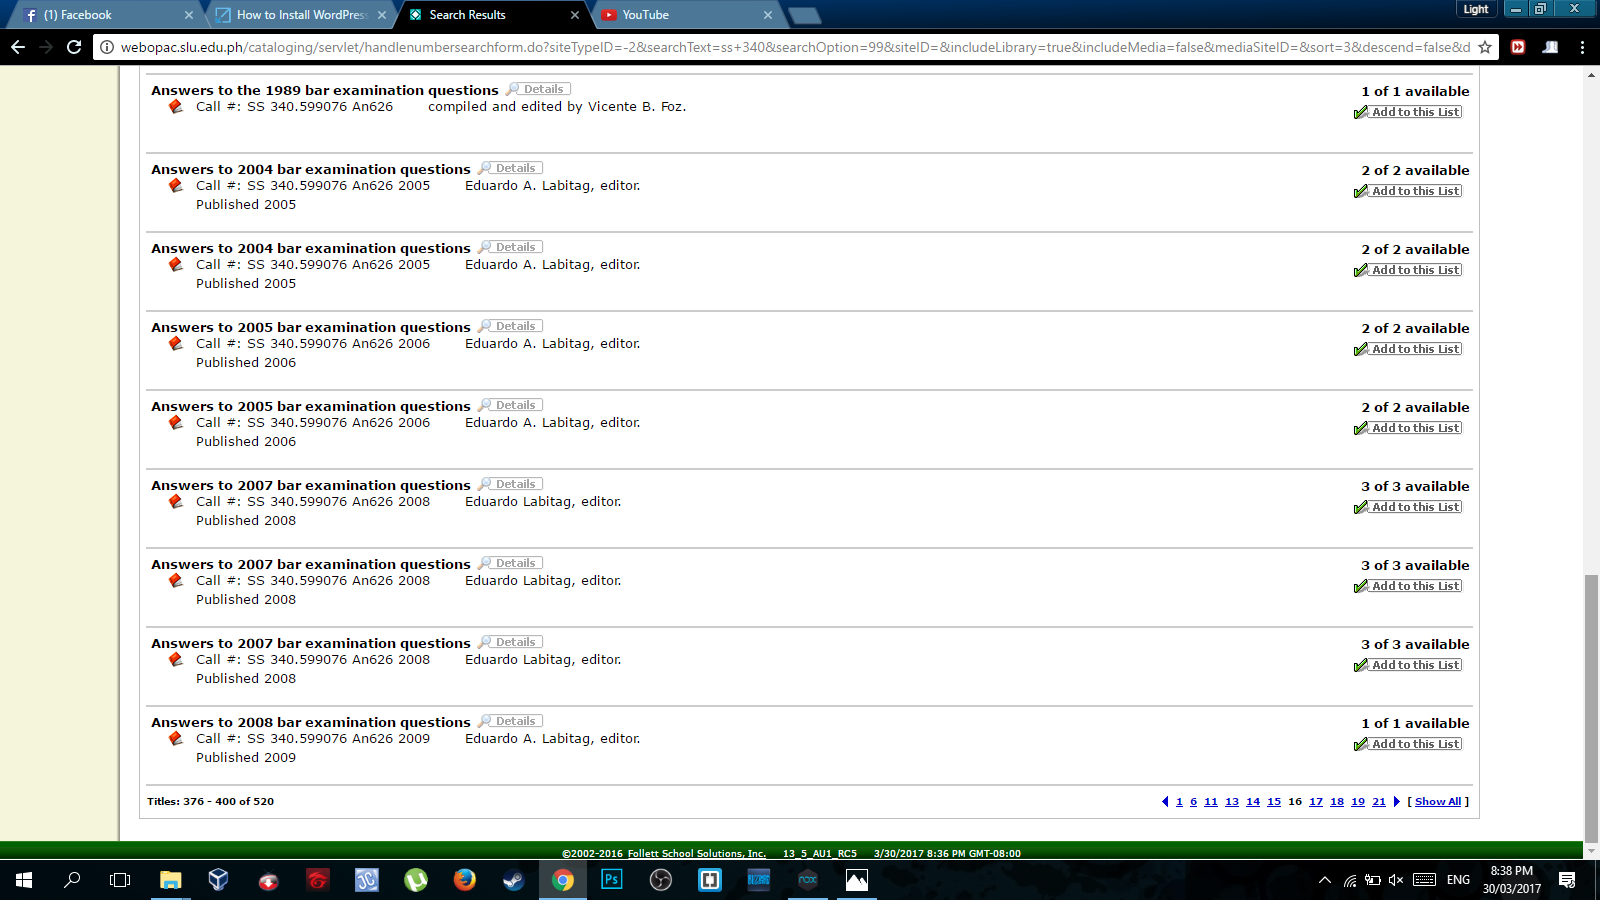 (1) Facebook
How to Install WordPress
Search Results
YouTube
Light
webopac.slu.edu.ph/cataloging/servlet/handlenumbersearchform.do?siteTypeID=-2&searchText=ss+340&searchOption=99&siteID=&includeLibrary=true&includeMedia=false&mediaSiteID=&sort=3&descend=false&d
Answers to the 1989 bar examination questions Details 1 of 1 available
Call #: SS 340.599076 An626 compiled and edited by Vicente B. Foz. Add to this List
Answers to 2004 bar examination questions Details 2 of 2 available
Call #: SS 340.599076 An626 2005 Eduardo A. Labitag, editor. Add to this List
Published 2005
Answers to 2004 bar examination questions Details 2 of 2 available
Call #: SS 340.599076 An626 2005 Eduardo A. Labitag, editor. Add to this List
Published 2005
Answers to 2005 bar examination questions Details 2 of 2 available
Call #: SS 340.599076 An626 2006 Eduardo A. Labitag, editor. Add to this List
Published 2006
Answers to 2005 bar examination questions Details 2 of 2 available
Call #: SS 340.599076 An626 2006 Eduardo A. Labitag, editor. Add to this List
Published 2006
Answers to 2007 bar examination questions Details 3 of 3 available
Call #: SS 340.599076 An626 2008 Eduardo Labitag, editor. Add to this List
Published 2008
Answers to 2007 bar examination questions Details 3 of 3 available
Call #: SS 340.599076 An626 2008 Eduardo Labitag, editor. Add to this List
Published 2008
Answers to 2007 bar examination questions Details 3 of 3 available
Call #: SS 340.599076 An626 2008 Eduardo Labitag, editor. Add to this List
Published 2008
Answers to 2008 bar examination questions Details 1 of 1 available
Call #: SS 340.599076 An626 2009 Eduardo A. Labitag, editor. Add to this List
Published 2009
Titles: 376 - 400 of 520 1 6 11 13 14 15 16 17 18 19 21 [ Show All ]
©2002-2016 Follett School Solutions, Inc. 13_5_AU1_RC5 3/30/2017 8:36 PM GMT-08:00
Ps
nox
ENG
8:38 PM
30/03/2017